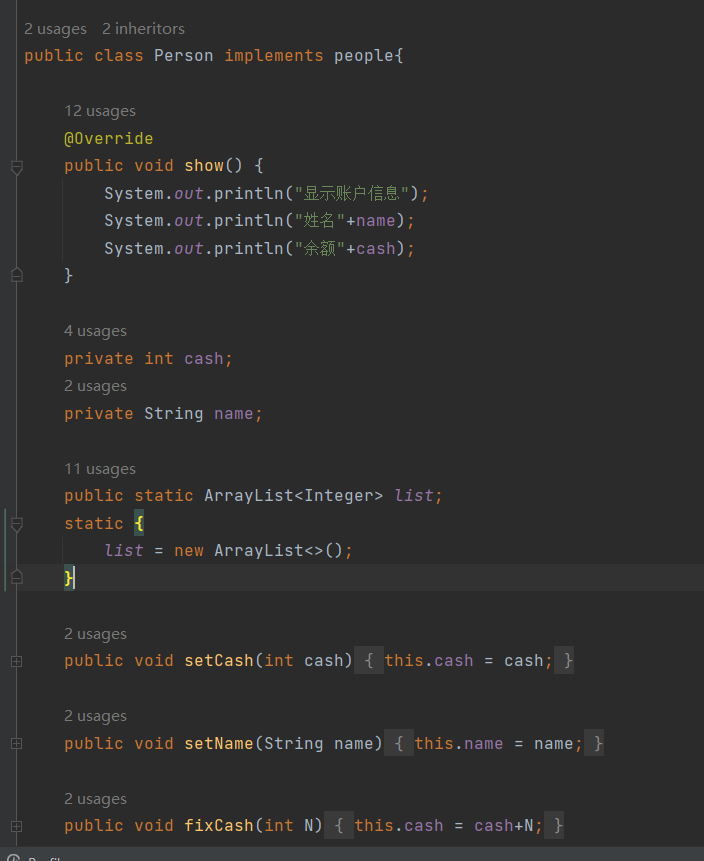 2 usages   2 inheritors
public class Person implements people{
12 usages
@Override
public void show() {
System.out.println("显示账户信息");
System.out.println("姓名"+name);
System.out.println("余额"+cash);
}
4 usages
private int cash;
2 usages
private String name;
11 usages
public static ArrayList<Integer> list;
static {
list = new ArrayList<>();
}
2 usages
public void setCash(int cash) { this.cash = cash; }
2 usages
public void setName(String name) { this.name = name; }
2 usages
public void fixCash(int N) { this.cash = cash+N; }